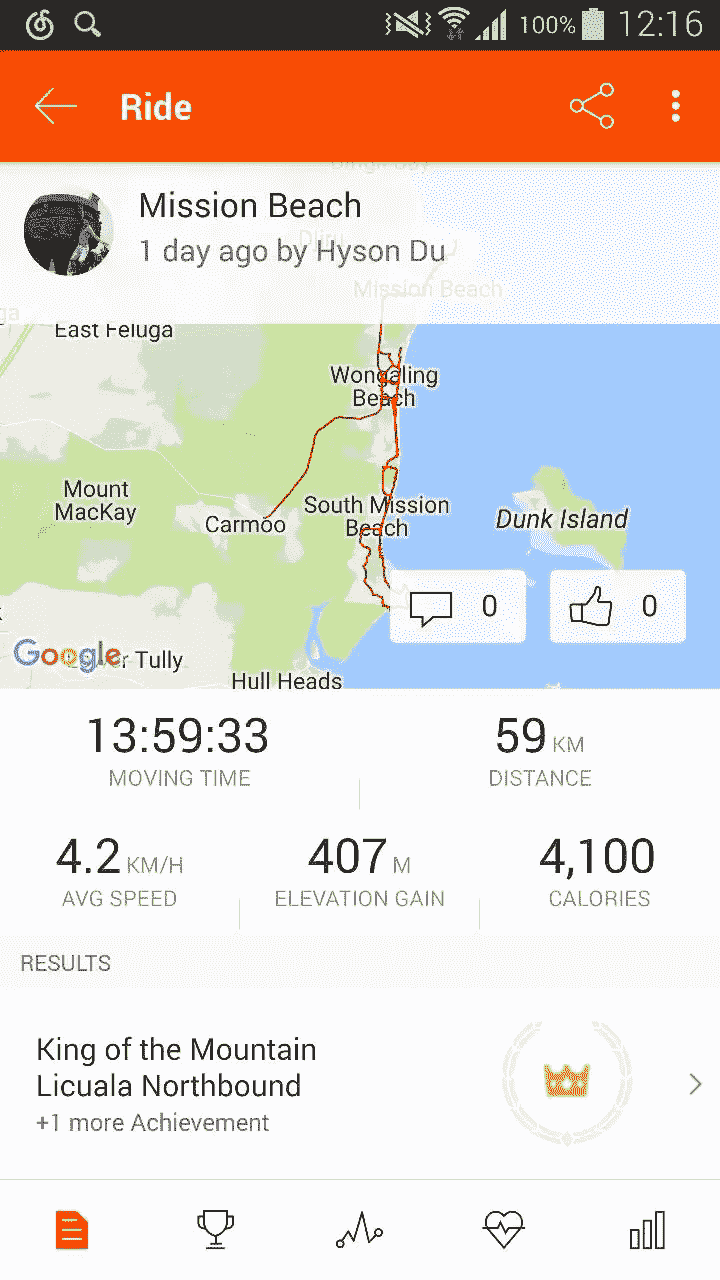 100% 12:16
Ride
Mission Beach
1 day ago by Hyson Du
Mission Beach
East Feluga
Wongaling
Beach
Mount
MacKay
South Mission
Beach
Carmoo
Dunk Island
0 0
Google
r Tully
Hull Heads
13:59:33
MOVING TIME
59 KM
DISTANCE
4.2 KM/H
AVG SPEED
407 M
ELEVATION GAIN
4,100
CALORIES
RESULTS
King of the Mountain
Licuala Northbound
+1 more Achievement